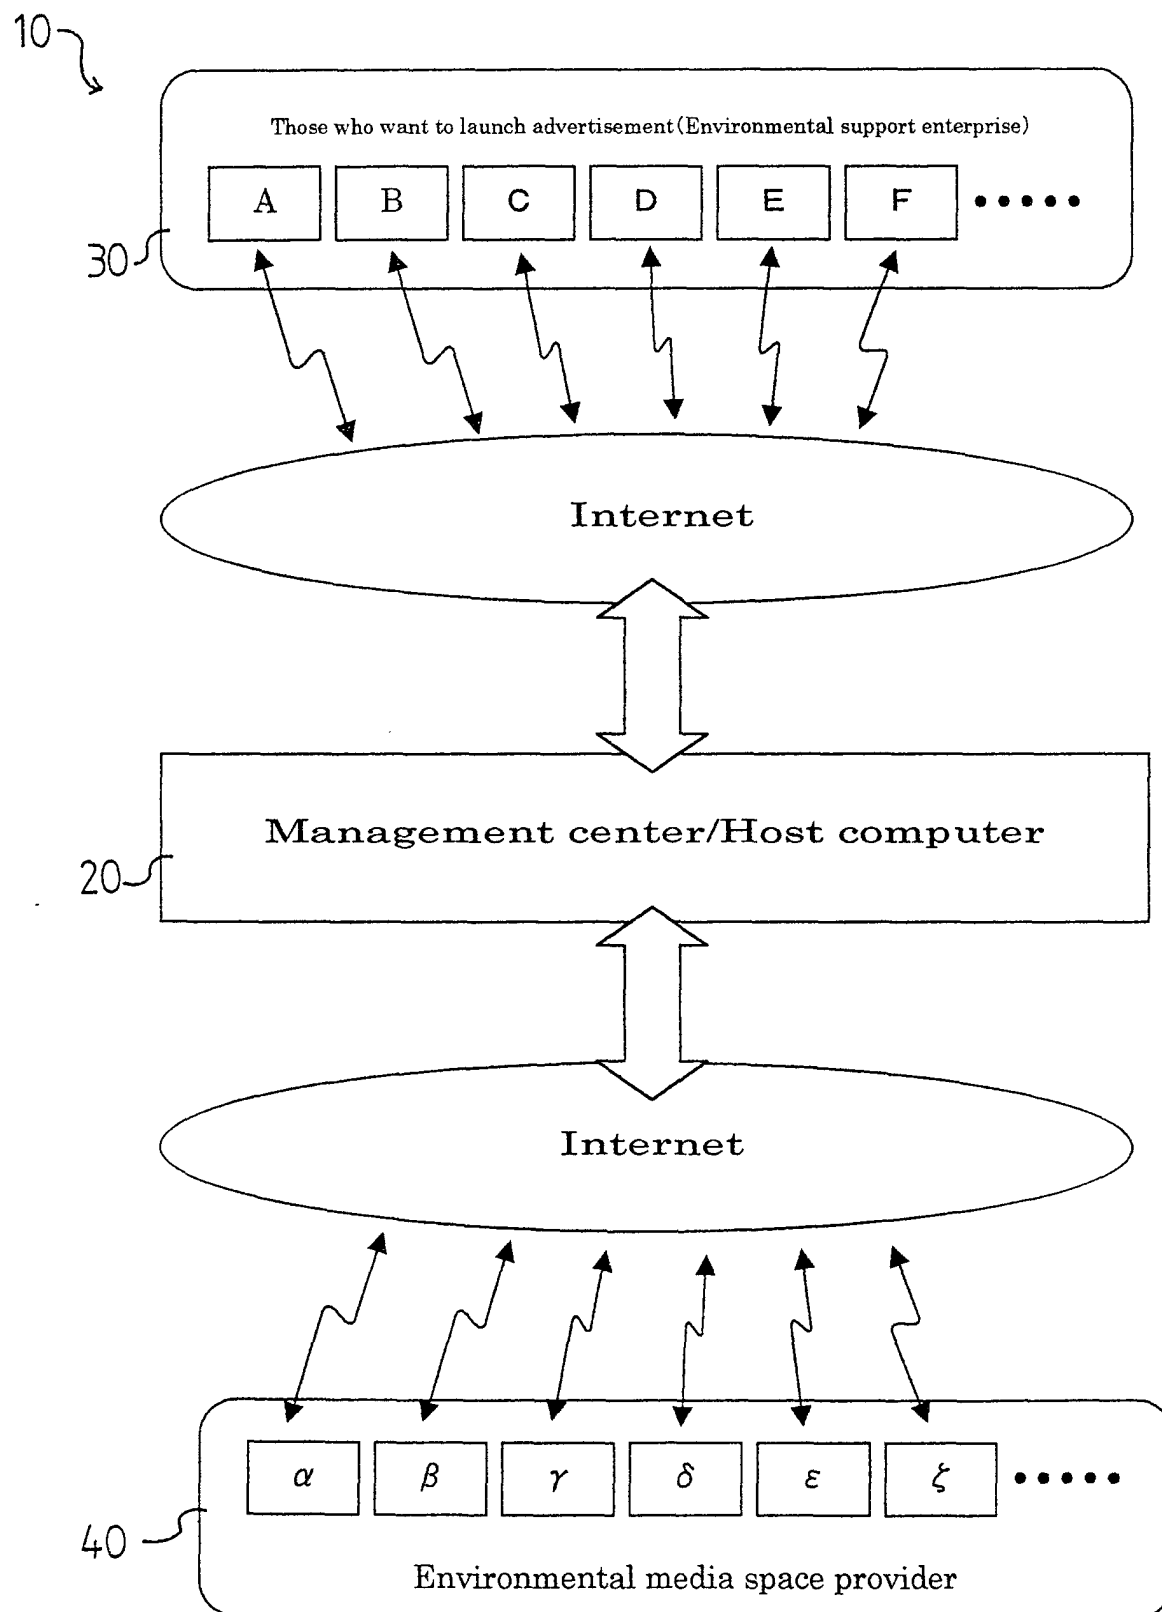 10
Those who want to launch advertisement(Environmental support enterprise)
A B C D E F •••••
30
Internet
Management center/Host computer
20
Internet
α β γ δ ε ζ •••••
40
Environmental media space provider